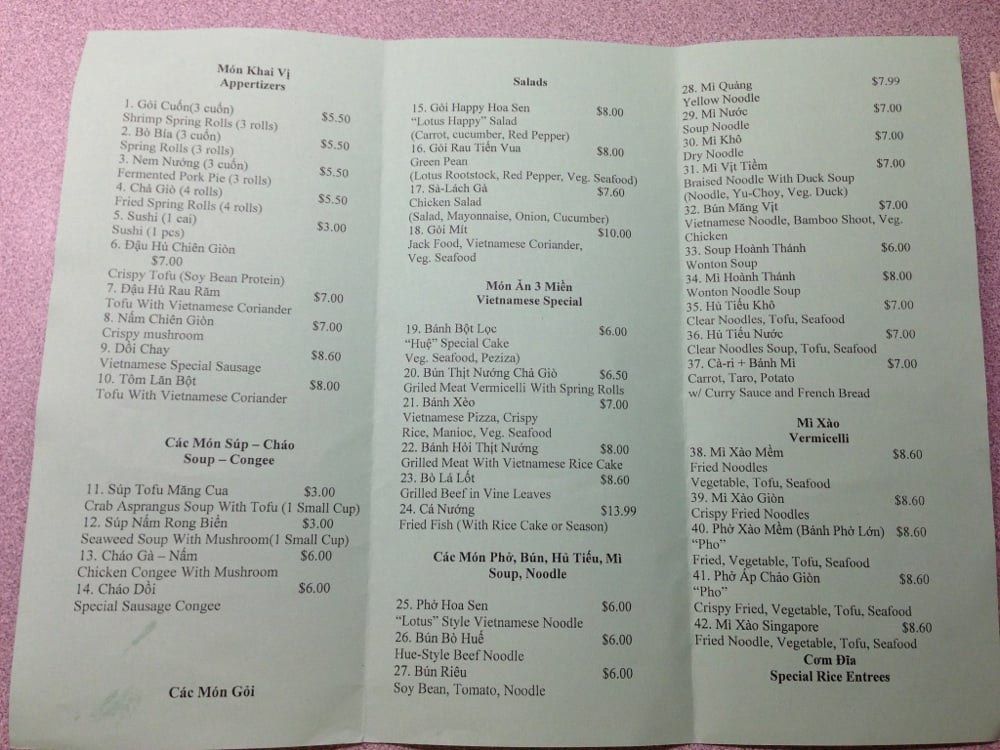 Món Khai Vị
Appertizers
1. Gỏi Cuốn(3 cuốn)
Shrimp Spring Rolls (3 rolls) $5.50
2. Bò Bía (3 cuốn)
Spring Rolls (3 rolls) $5.50
3. Nem Nướng (3 cuốn)
Fermented Pork Pie (3 rolls) $5.50
4. Chả Giò (4 rolls)
Fried Spring Rolls (4 rolls) $5.50
5. Sushi (1 cai)
Sushi (1 pcs) $3.00
6. Đậu Hủ Chiên Giòn
$7.00
Crispy Tofu (Soy Bean Protein)
7. Đậu Hủ Rau Răm $7.00
Tofu With Vietnamese Coriander
8. Nấm Chiên Giòn $7.00
Crispy mushroom
9. Dồi Chay $8.60
Vietnamese Special Sausage
10. Tôm Lăn Bột $8.00
Tofu With Vietnamese Coriander
Các Món Súp – Cháo
Soup – Congee
11. Súp Tofu Măng Cua $3.00
Crab Asprangus Soup With Tofu (1 Small Cup)
12. Súp Nấm Rong Biển $3.00
Seaweed Soup With Mushroom(1 Small Cup)
13. Cháo Gà – Nấm $6.00
Chicken Congee With Mushroom
14. Cháo Dồi $6.00
Special Sausage Congee
Các Món Gỏi
Salads
15. Gỏi Happy Hoa Sen $8.00
“Lotus Happy” Salad
(Carrot, cucumber, Red Pepper)
16. Gỏi Rau Tiến Vua $8.00
Green Pean
(Lotus Rootstock, Red Pepper, Veg. Seafood)
17. Sà-Lách Gà $7.60
Chicken Salad
(Salad, Mayonnaise, Onion, Cucumber)
18. Gỏi Mít $10.00
Jack Food, Vietnamese Coriander,
Veg. Seafood
Món Ăn 3 Miền
Vietnamese Special
19. Bánh Bột Lọc $6.00
“Huệ” Special Cake
Veg. Seafood, Peziza)
20. Bún Thịt Nướng Chả Giò $6.50
Griled Meat Vermicelli With Spring Rolls
21. Bánh Xèo $7.00
Vietnamese Pizza, Crispy
Rice, Manioc, Veg. Seafood
22. Bánh Hỏi Thịt Nướng $8.00
Grilled Meat With Vietnamese Rice Cake
23. Bò Lá Lốt $8.60
Grilled Beef in Vine Leaves
24. Cá Nướng $13.99
Fried Fish (With Rice Cake or Season)
Các Món Phở, Bún, Hủ Tiếu, Mì
Soup, Noodle
25. Phở Hoa Sen $6.00
“Lotus” Style Vietnamese Noodle
26. Bún Bò Huế $6.00
Hue-Style Beef Noodle
27. Bún Riêu $6.00
Soy Bean, Tomato, Noodle
28. Mì Quảng $7.99
Yellow Noodle
29. Mì Nước $7.00
Soup Noodle
30. Mì Khô $7.00
Dry Noodle
31. Mì Vịt Tiềm $7.00
Braised Noodle With Duck Soup
(Noodle, Yu-Choy, Veg. Duck)
32. Bún Măng Vịt $7.00
Vietnamese Noodle, Bamboo Shoot, Veg.
Chicken
33. Soup Hoành Thánh $6.00
Wonton Soup
34. Mì Hoành Thánh $8.00
Wonton Noodle Soup
35. Hủ Tiếu Khô $7.00
Clear Noodles, Tofu, Seafood
36. Hủ Tiếu Nước $7.00
Clear Noodles Soup, Tofu, Seafood
37. Cà-ri + Bánh Mì $7.00
Carrot, Taro, Potato
w/ Curry Sauce and French Bread
Mì Xào
Vermicelli
38. Mì Xào Mềm $8.60
Fried Noodles
Vegetable, Tofu, Seafood
39. Mì Xào Giòn $8.60
Crispy Fried Noodles
40. Phở Xào Mềm (Bánh Phở Lớn) $8.60
“Pho”
Fried, Vegetable, Tofu, Seafood
41. Phở Áp Chảo Giòn $8.60
“Pho”
Crispy Fried, Vegetable, Tofu, Seafood
42. Mì Xào Singapore $8.60
Fried Noodle, Vegetable, Tofu, Seafood
Cơm Đĩa
Special Rice Entrees